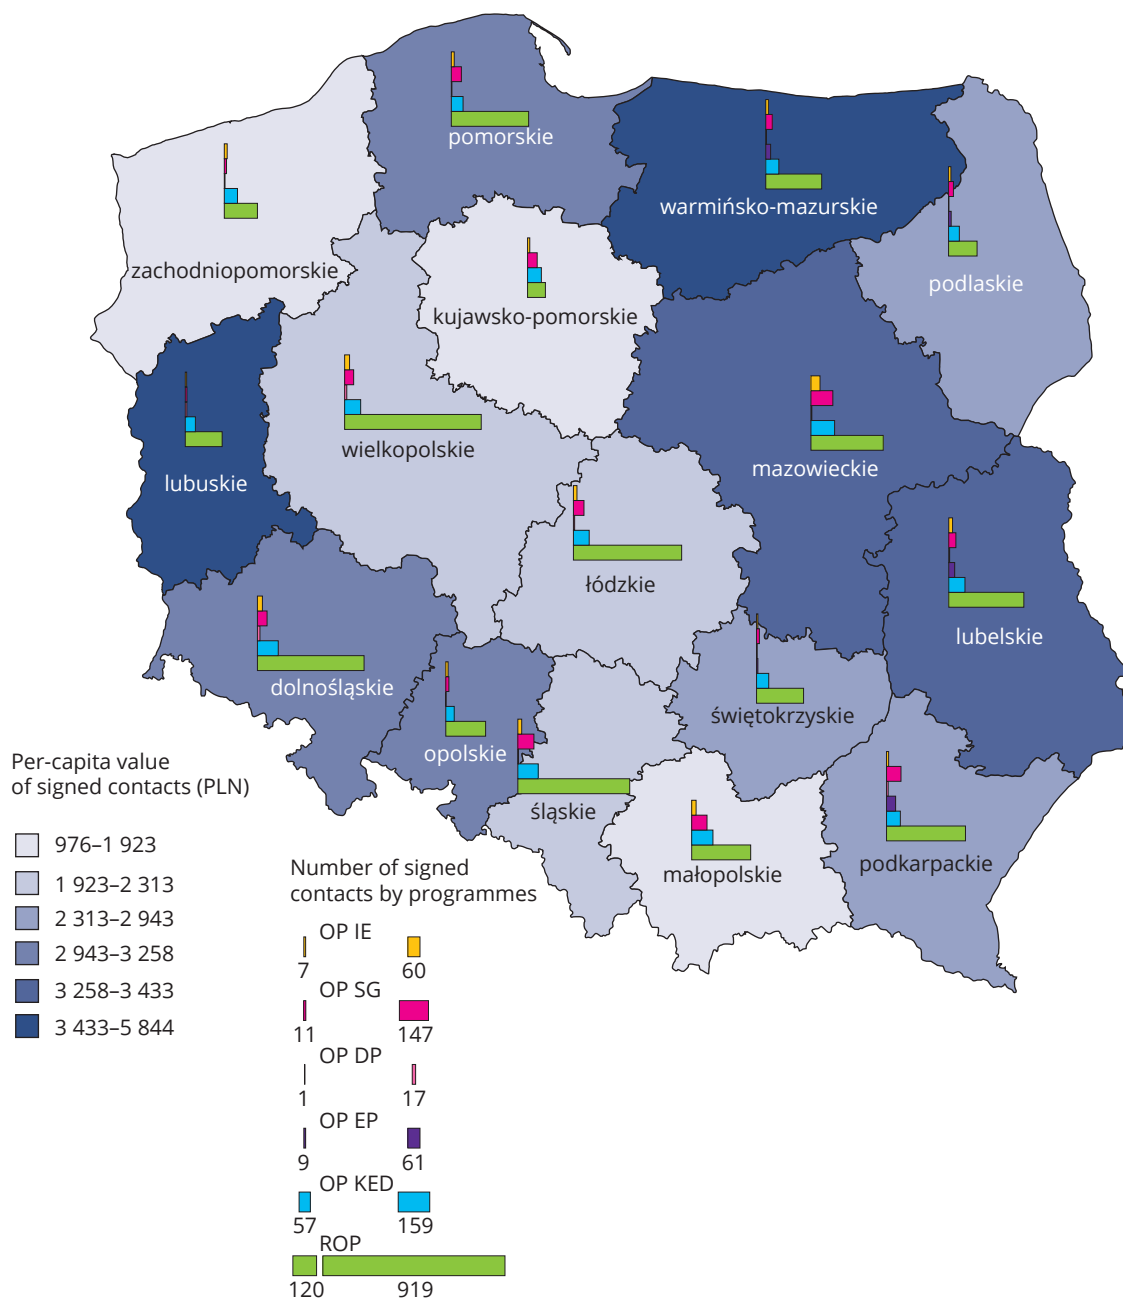 pomorskie
warmińsko-mazurskie
zachodniopomorskie
podlaskie
kujawsko-pomorskie
wielkopolskie
mazowieckie
lubuskie
łódzkie
lubelskie
dolnośląskie
świętokrzyskie
opolskie
śląskie
małopolskie
podkarpackie
Per-capita value
of signed contacts (PLN)
976–1 923
1 923–2 313
2 313–2 943
2 943–3 258
3 258–3 433
3 433–5 844
Number of signed
contacts by programmes
OP IE
7 60
OP SG
11 147
OP DP
1 17
OP EP
9 61
OP KED
57 159
ROP
120 919